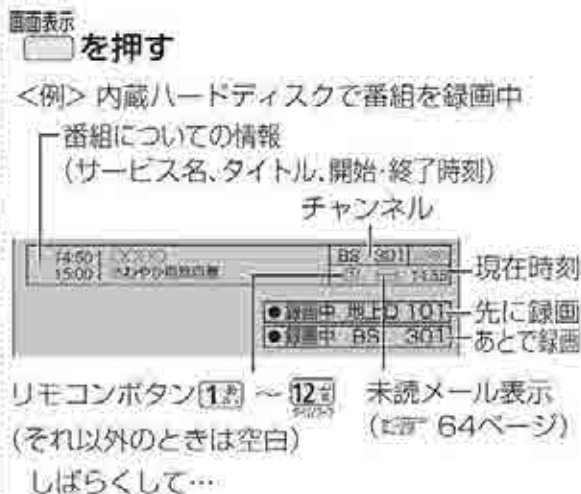 画面表示
を押す
<例> 内蔵ハードディスクで番組を録画中
番組についての情報
(サービス名、タイトル、開始・終了時刻)
チャンネル
14:50 BS 301
15:00
現在時刻
●録画中 地上D 101 先に録画
●録画中 BS 301 あとで録画
リモコンボタン 1 ～ 12 未読メール表示
(それ以外のときは空白) (☞ 64ページ)
しばらくして…